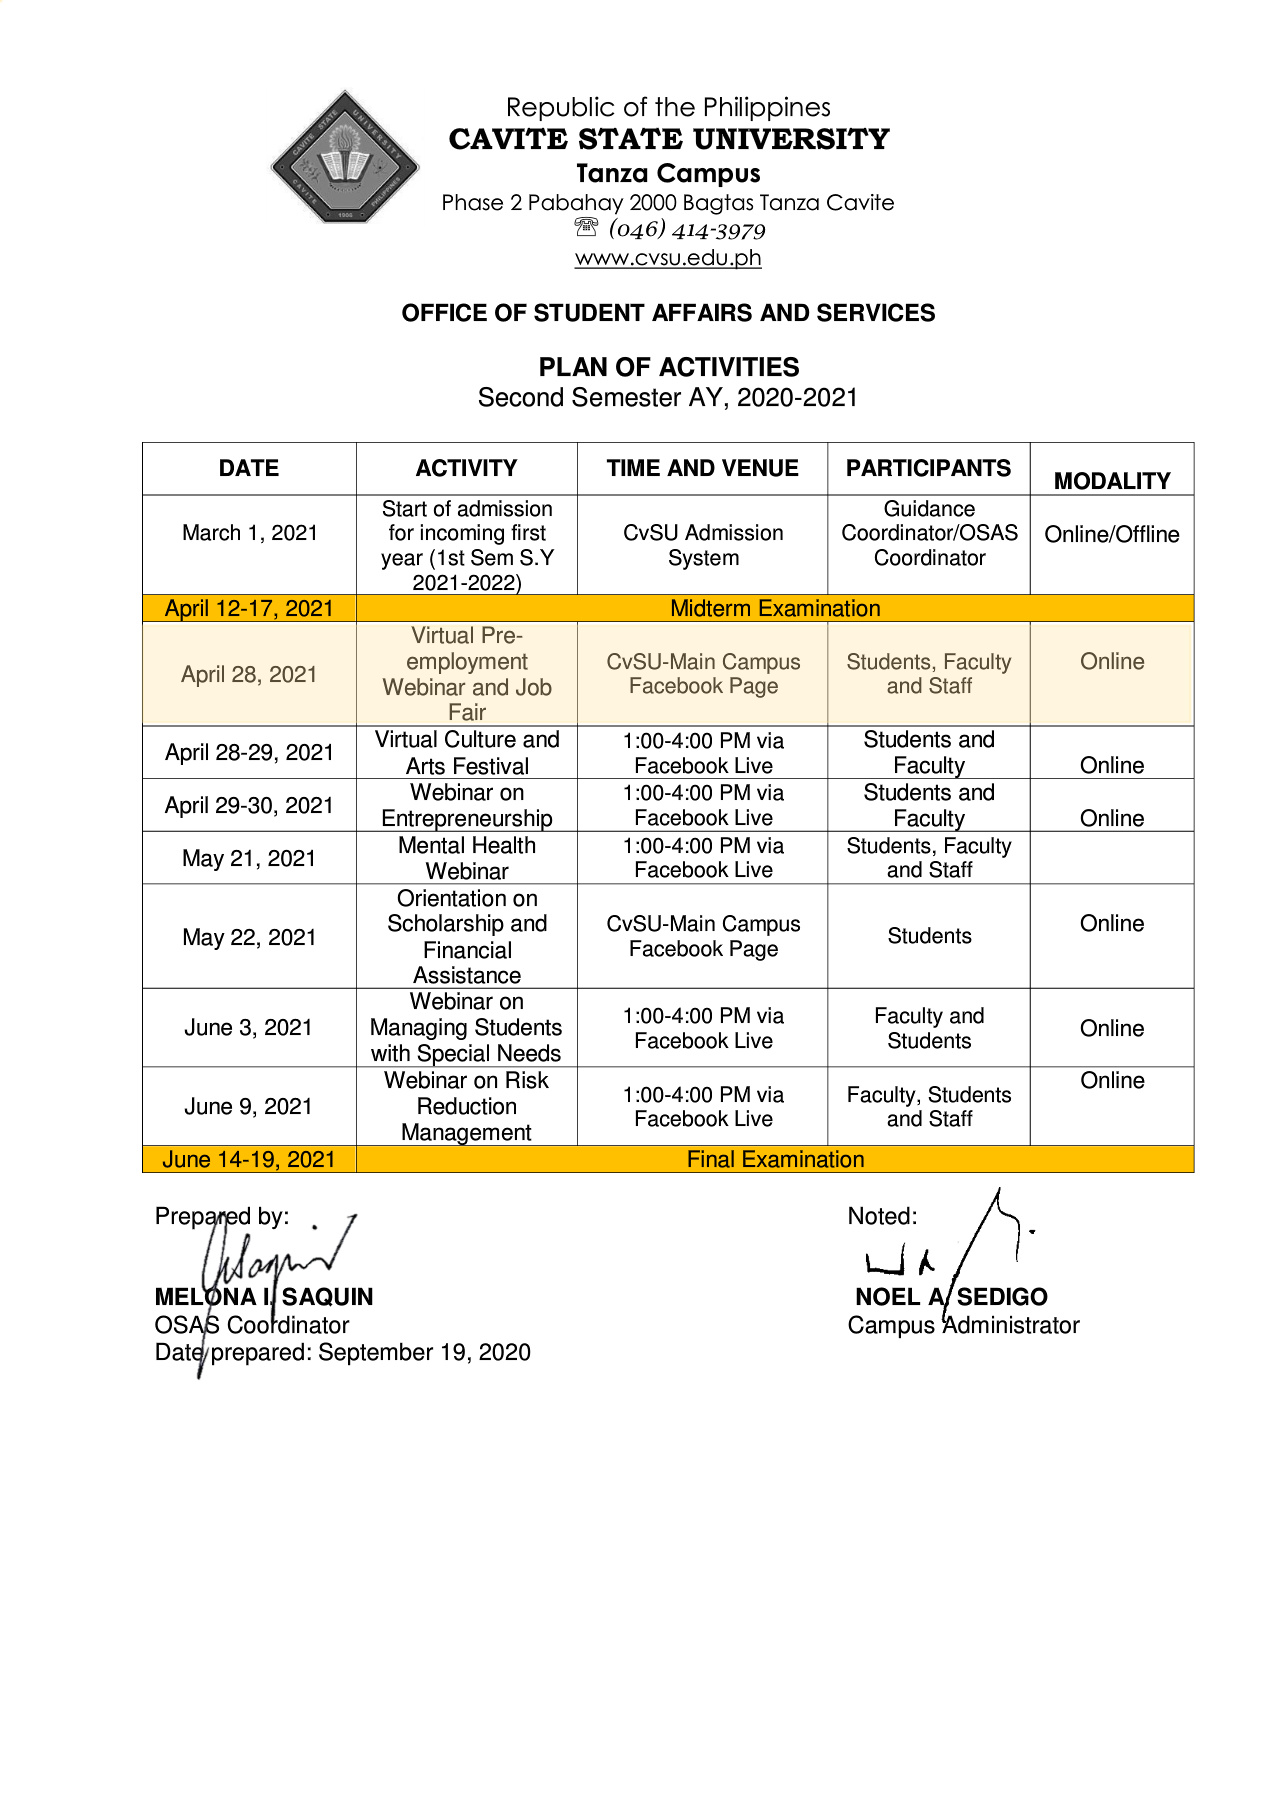 CAVITE STATE UNIVERSITY
CAVITE PHILIPPINES
1906
Republic of the Philippines
CAVITE STATE UNIVERSITY
Tanza Campus
Phase 2 Pabahay 2000 Bagtas Tanza Cavite
☏ (046) 414-3979
www.cvsu.edu.ph
OFFICE OF STUDENT AFFAIRS AND SERVICES
PLAN OF ACTIVITIES
Second Semester AY, 2020-2021
DATE ACTIVITY TIME AND VENUE PARTICIPANTS MODALITY
March 1, 2021
Start of admission
for incoming first
year (1st Sem S.Y
2021-2022)
CvSU Admission
System
Guidance
Coordinator/OSAS
Coordinator
Online/Offline
April 12-17, 2021 Midterm Examination
April 28, 2021
Virtual Pre-
employment
Webinar and Job
Fair
CvSU-Main Campus
Facebook Page
Students, Faculty
and Staff
Online
April 28-29, 2021
Virtual Culture and
Arts Festival
1:00-4:00 PM via
Facebook Live
Students and
Faculty
Online
April 29-30, 2021
Webinar on
Entrepreneurship
1:00-4:00 PM via
Facebook Live
Students and
Faculty
Online
May 21, 2021
Mental Health
Webinar
1:00-4:00 PM via
Facebook Live
Students, Faculty
and Staff
May 22, 2021
Orientation on
Scholarship and
Financial
Assistance
CvSU-Main Campus
Facebook Page
Students
Online
June 3, 2021
Webinar on
Managing Students
with Special Needs
1:00-4:00 PM via
Facebook Live
Faculty and
Students
Online
June 9, 2021
Webinar on Risk
Reduction
Management
1:00-4:00 PM via
Facebook Live
Faculty, Students
and Staff
Online
June 14-19, 2021 Final Examination
Prepared by: Noted:
MELONA I. SAQUIN NOEL A. SEDIGO
OSAS Coordinator Campus Administrator
Date prepared: September 19, 2020